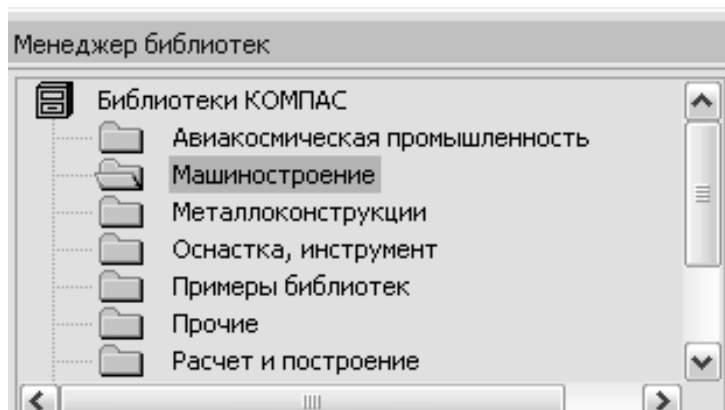 Менеджер библиотек
Библиотеки КОМПАС
Авиакосмическая промышленность
Машиностроение
Металлоконструкции
Оснастка, инструмент
Примеры библиотек
Прочие
Расчет и построение